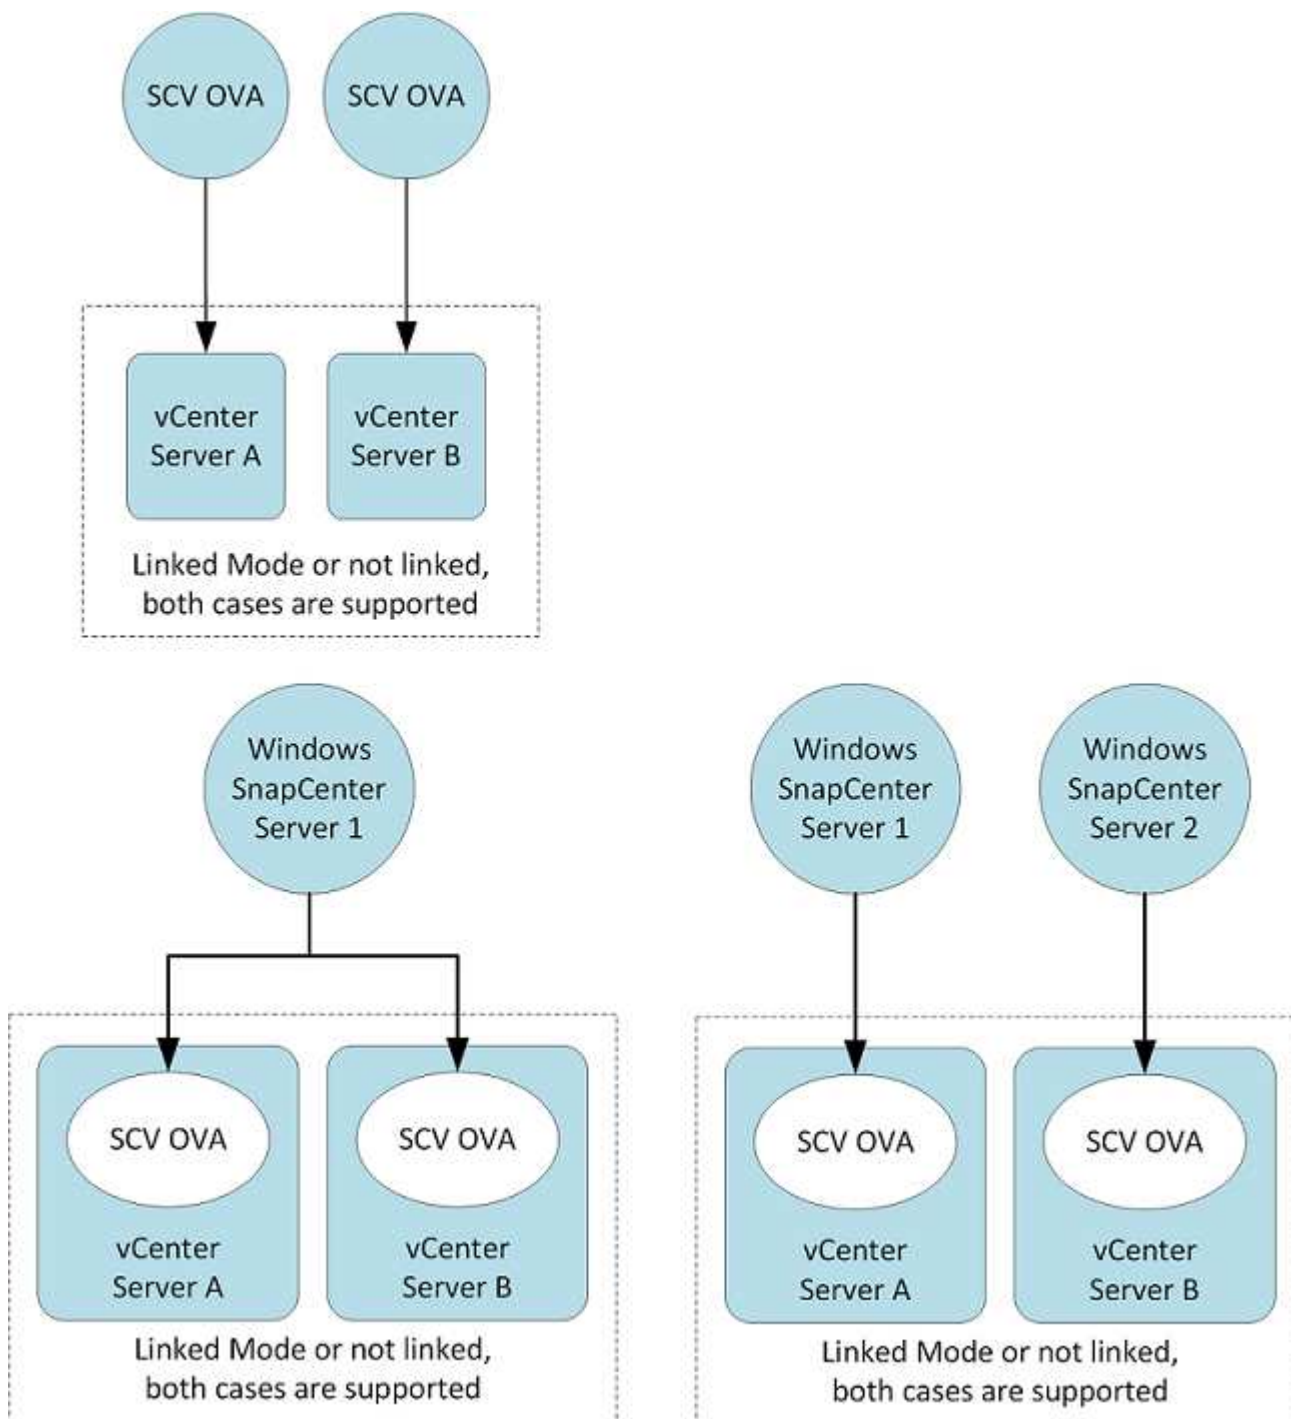 SCV OVA
SCV OVA
vCenter
Server A
vCenter
Server B
Linked Mode or not linked,
both cases are supported
Windows
SnapCenter
Server 1
SCV OVA
vCenter
Server A
SCV OVA
vCenter
Server B
Linked Mode or not linked,
both cases are supported
Windows
SnapCenter
Server 1
Windows
SnapCenter
Server 2
SCV OVA
vCenter
Server A
SCV OVA
vCenter
Server B
Linked Mode or not linked,
both cases are supported